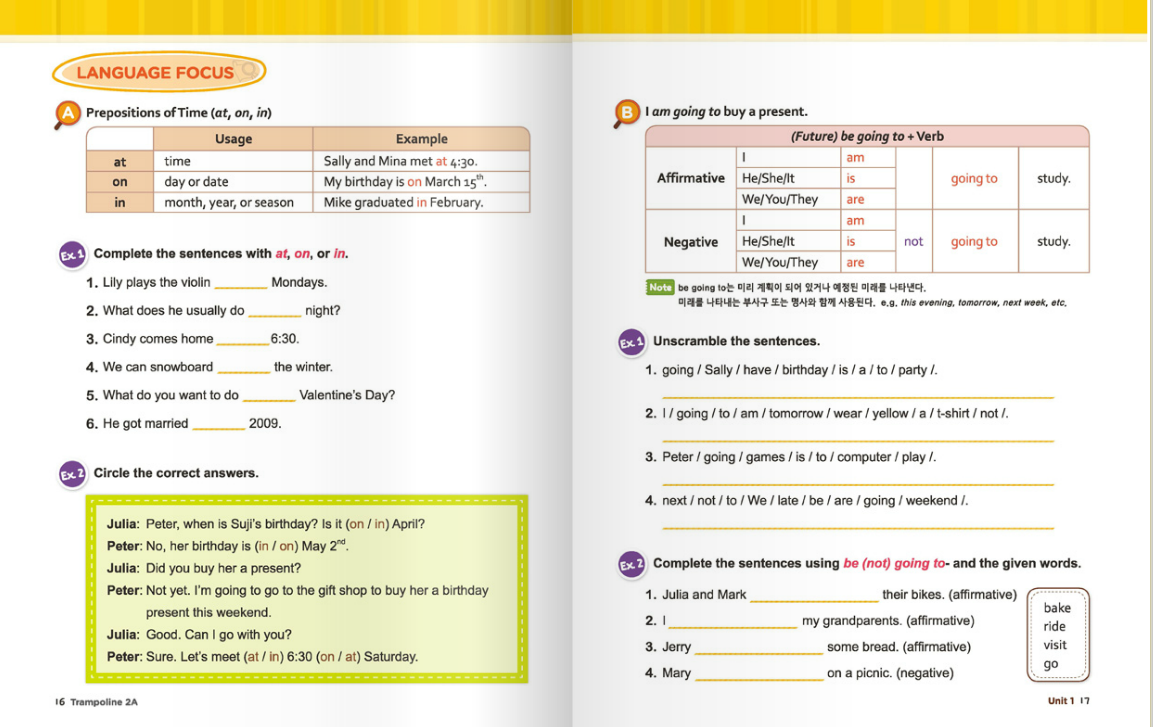 LANGUAGE FOCUS
A Prepositions of Time (at, on, in)
Usage Example
at time Sally and Mina met at 4:30.
on day or date My birthday is on March 15th.
in month, year, or season Mike graduated in February.
Ex.1 Complete the sentences with at, on, or in.
1. Lily plays the violin ________ Mondays.
2. What does he usually do ________ night?
3. Cindy comes home ________ 6:30.
4. We can snowboard ________ the winter.
5. What do you want to do ________ Valentine's Day?
6. He got married ________ 2009.
Ex.2 Circle the correct answers.
Julia: Peter, when is Suji's birthday? Is it (on / in) April?
Peter: No, her birthday is (in / on) May 2nd.
Julia: Did you buy her a present?
Peter: Not yet. I'm going to go to the gift shop to buy her a birthday
present this weekend.
Julia: Good. Can I go with you?
Peter: Sure. Let's meet (at / in) 6:30 (on / at) Saturday.
16 Trampoline 2A
B I am going to buy a present.
(Future) be going to + Verb
Affirmative
I am
He/She/It is going to study.
We/You/They are
Negative
I am
He/She/It is not going to study.
We/You/They are
Note be going to는 미리 계획이 되어 있거나 예정된 미래를 나타낸다.
미래를 나타내는 부사구 또는 명사와 함께 사용된다. e.g. this evening, tomorrow, next week, etc.
Ex.1 Unscramble the sentences.
1. going / Sally / have / birthday / is / a / to / party /.
2. I / going / to / am / tomorrow / wear / yellow / a / t-shirt / not /.
3. Peter / going / games / is / to / computer / play /.
4. next / not / to / We / late / be / are / going / weekend /.
Ex.2 Complete the sentences using be (not) going to- and the given words.
1. Julia and Mark ________ their bikes. (affirmative)
2. I ________ my grandparents. (affirmative)
3. Jerry ________ some bread. (affirmative)
4. Mary ________ on a picnic. (negative)
bake
ride
visit
go
Unit 1 17